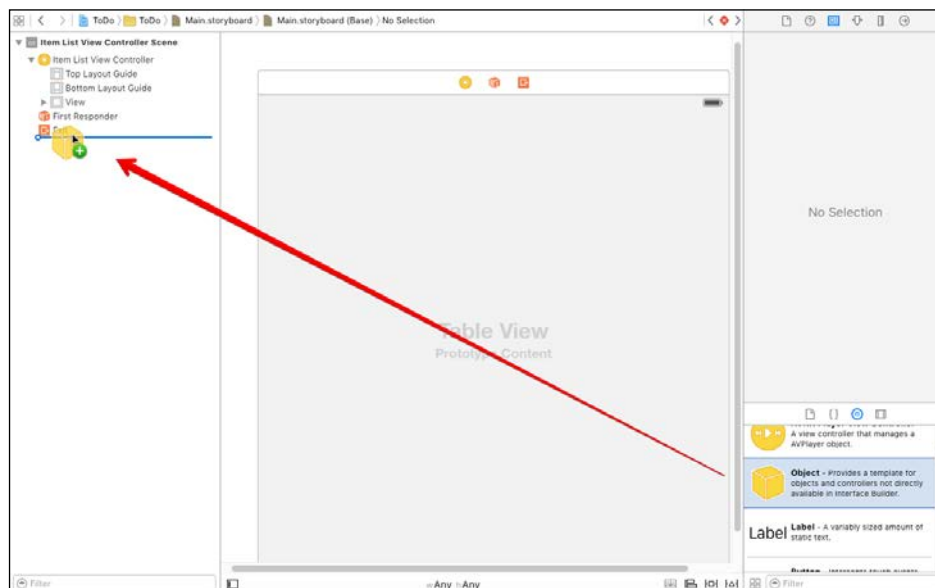 ToDo ToDo Main.storyboard Main.storyboard (Base) No Selection
Item List View Controller Scene
Item List View Controller
Top Layout Guide
Bottom Layout Guide
View
First Responder
Table View
Prototype Content
Filter
wAny hAny
No Selection
A view controller that manages a
AVPlayer object.
Object - Provides a template for
objects and controllers not directly
available in Interface Builder.
Label
Label - A variably sized amount of
static text.
Filter